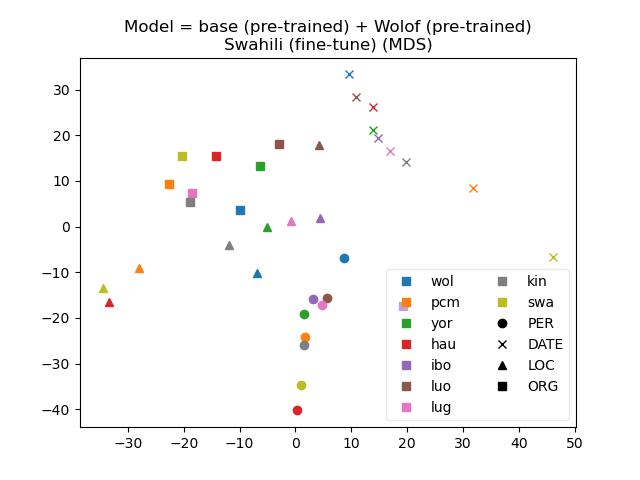 Model = base (pre-trained) + Wolof (pre-trained)
Swahili (fine-tune) (MDS)
30
20
10
0
−10
−20
−30
−40
−30
−20
−10
0
10
20
30
40
50
wol
pcm
yor
hau
ibo
luo
lug
kin
swa
PER
DATE
LOC
ORG